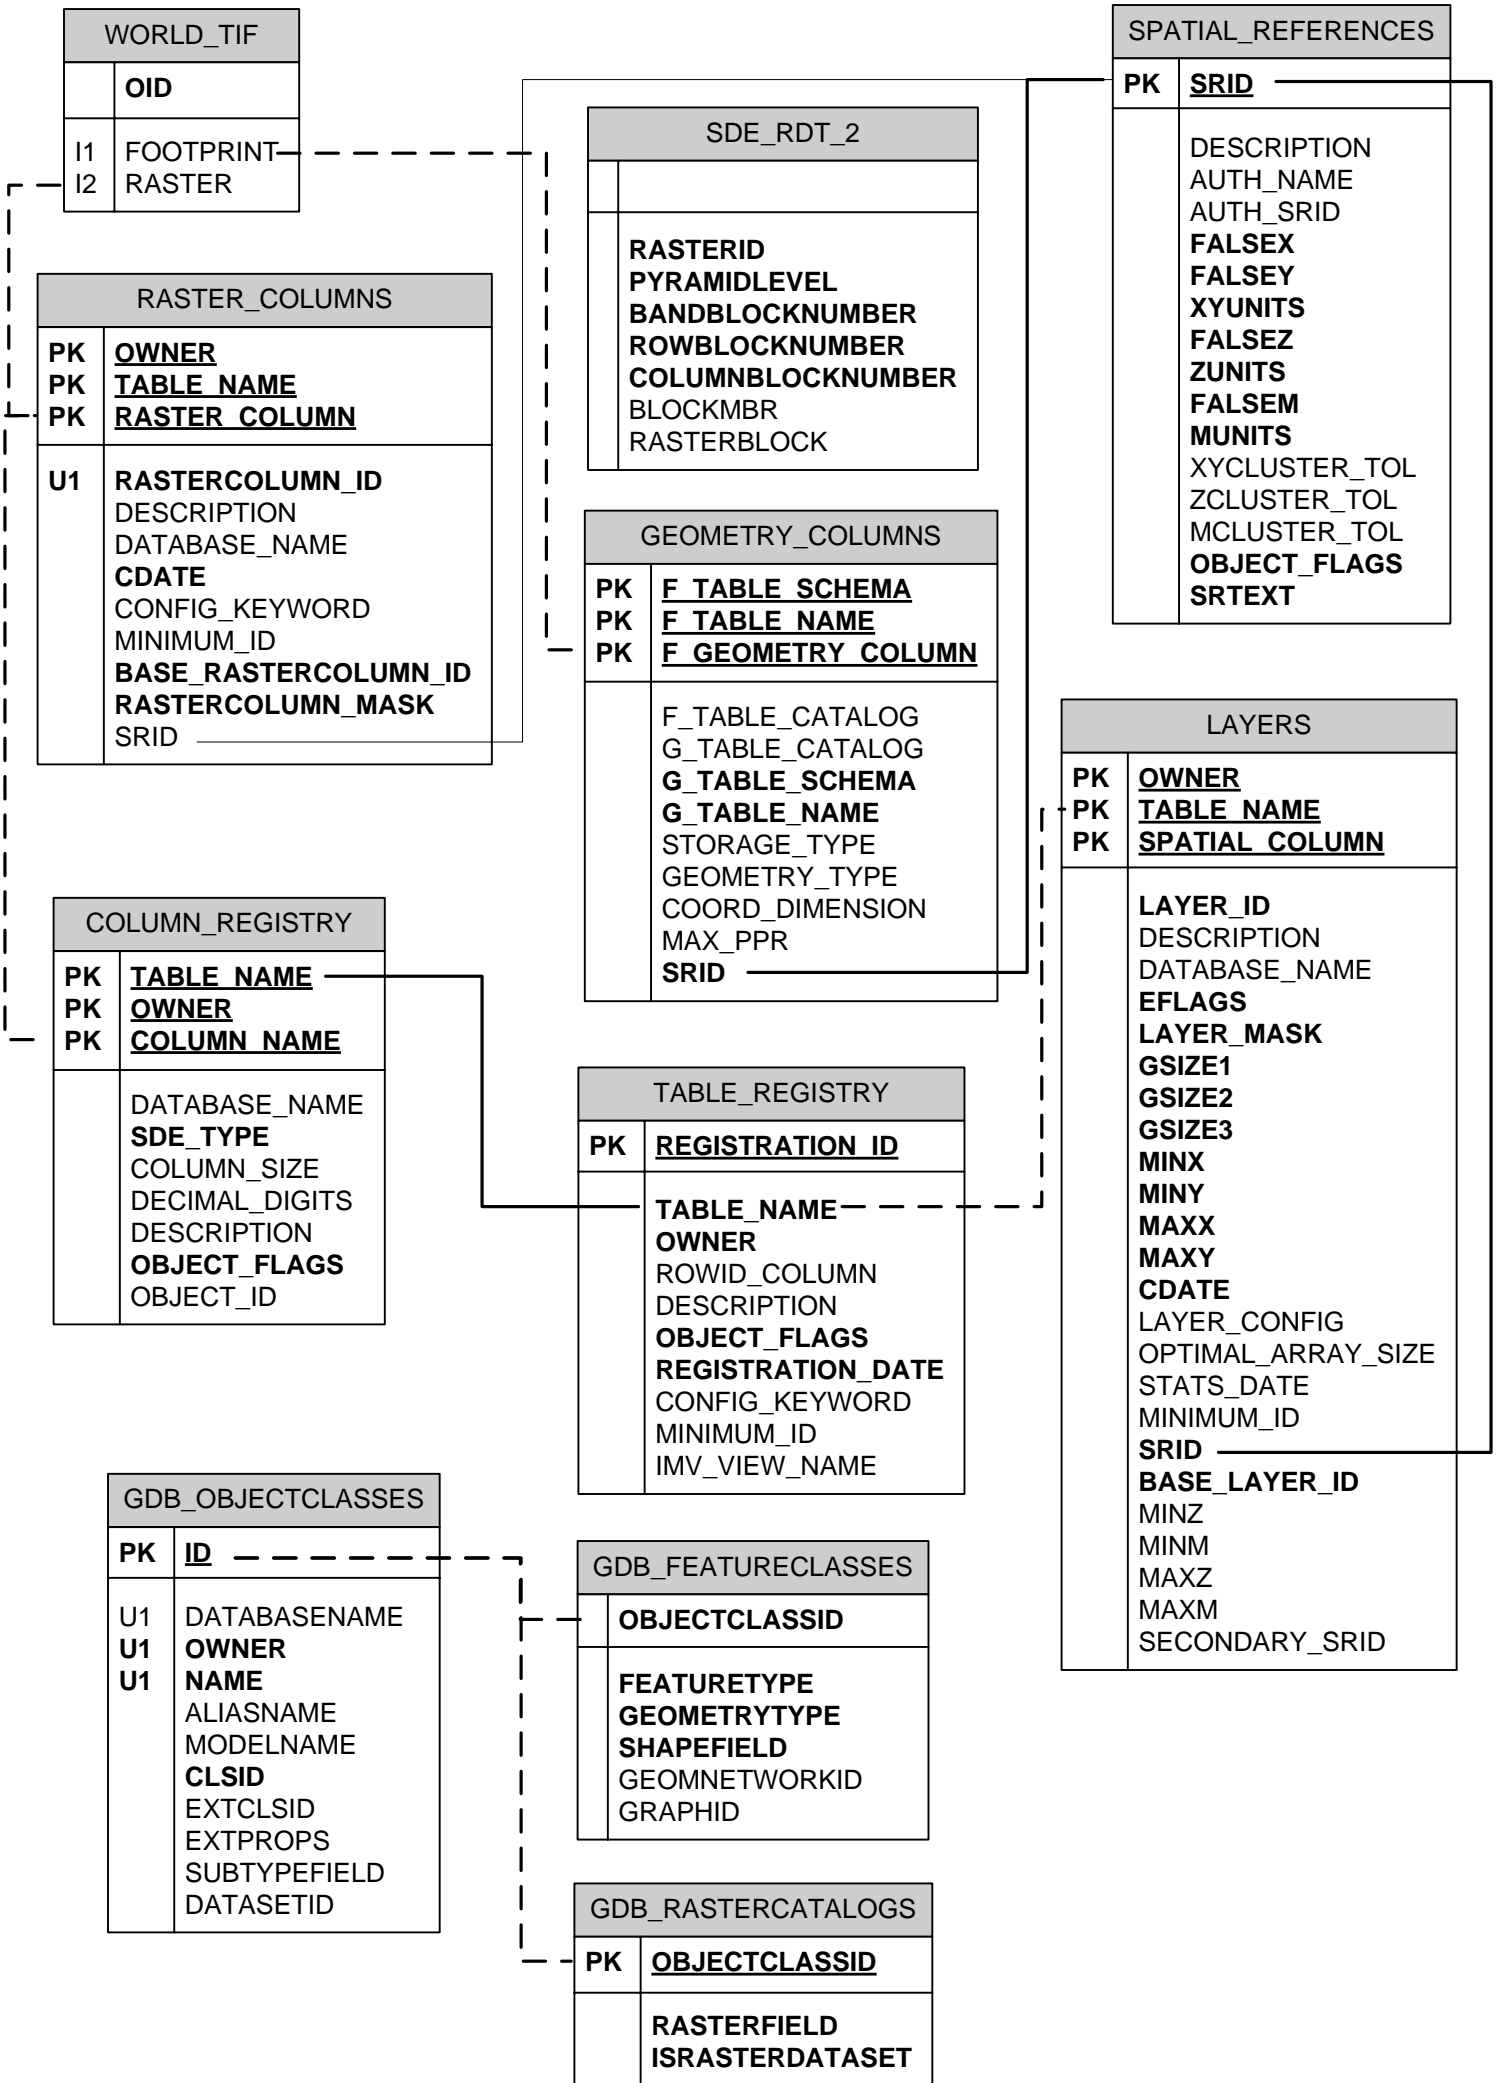 WORLD_TIF
OID
I1 FOOTPRINT
I2 RASTER
SPATIAL_REFERENCES
PK SRID
DESCRIPTION
AUTH_NAME
AUTH_SRID
FALSEX
FALSEY
XYUNITS
FALSEZ
ZUNITS
FALSEM
MUNITS
XYCLUSTER_TOL
ZCLUSTER_TOL
MCLUSTER_TOL
OBJECT_FLAGS
SRTEXT
SDE_RDT_2
RASTERID
PYRAMIDLEVEL
BANDBLOCKNUMBER
ROWBLOCKNUMBER
COLUMNBLOCKNUMBER
BLOCKMBR
RASTERBLOCK
RASTER_COLUMNS
PK OWNER
PK TABLE_NAME
PK RASTER_COLUMN
U1 RASTERCOLUMN_ID
DESCRIPTION
DATABASE_NAME
CDATE
CONFIG_KEYWORD
MINIMUM_ID
BASE_RASTERCOLUMN_ID
RASTERCOLUMN_MASK
SRID
GEOMETRY_COLUMNS
PK F_TABLE_SCHEMA
PK F_TABLE_NAME
PK F_GEOMETRY_COLUMN
F_TABLE_CATALOG
G_TABLE_CATALOG
G_TABLE_SCHEMA
G_TABLE_NAME
STORAGE_TYPE
GEOMETRY_TYPE
COORD_DIMENSION
MAX_PPR
SRID
LAYERS
PK OWNER
PK TABLE_NAME
PK SPATIAL_COLUMN
LAYER_ID
DESCRIPTION
DATABASE_NAME
EFLAGS
LAYER_MASK
GSIZE1
GSIZE2
GSIZE3
MINX
MINY
MAXX
MAXY
CDATE
LAYER_CONFIG
OPTIMAL_ARRAY_SIZE
STATS_DATE
MINIMUM_ID
SRID
BASE_LAYER_ID
MINZ
MINM
MAXZ
MAXM
SECONDARY_SRID
COLUMN_REGISTRY
PK TABLE_NAME
PK OWNER
PK COLUMN_NAME
DATABASE_NAME
SDE_TYPE
COLUMN_SIZE
DECIMAL_DIGITS
DESCRIPTION
OBJECT_FLAGS
OBJECT_ID
TABLE_REGISTRY
PK REGISTRATION_ID
TABLE_NAME
OWNER
ROWID_COLUMN
DESCRIPTION
OBJECT_FLAGS
REGISTRATION_DATE
CONFIG_KEYWORD
MINIMUM_ID
IMV_VIEW_NAME
GDB_OBJECTCLASSES
PK ID
U1 DATABASENAME
U1 OWNER
U1 NAME
ALIASNAME
MODELNAME
CLSID
EXTCLSID
EXTPROPS
SUBTYPEFIELD
DATASETID
GDB_FEATURECLASSES
OBJECTCLASSID
FEATURETYPE
GEOMETRYTYPE
SHAPEFIELD
GEOMNETWORKID
GRAPHID
GDB_RASTERCATALOGS
PK OBJECTCLASSID
RASTERFIELD
ISRASTERDATASET